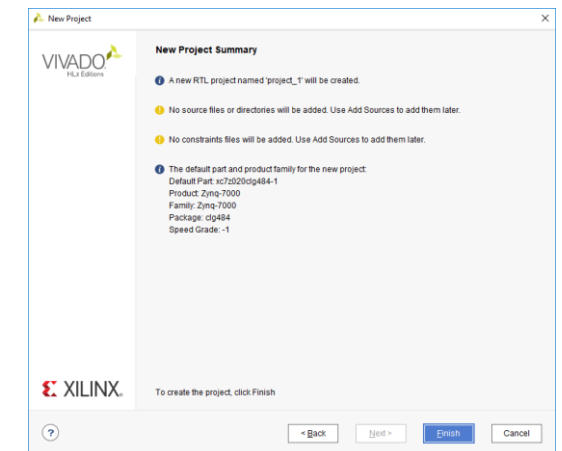 New Project
VIVADO
HLx Editions
New Project Summary
A new RTL project named 'project_1' will be created.
No source files or directories will be added. Use Add Sources to add them later.
No constraints files will be added. Use Add Sources to add them later.
The default part and product family for the new project:
Default Part: xc7z020clg484-1
Product: Zynq-7000
Family: Zynq-7000
Package: clg484
Speed Grade: -1
XILINX.
To create the project, click Finish
?
< Back
Next >
Finish
Cancel